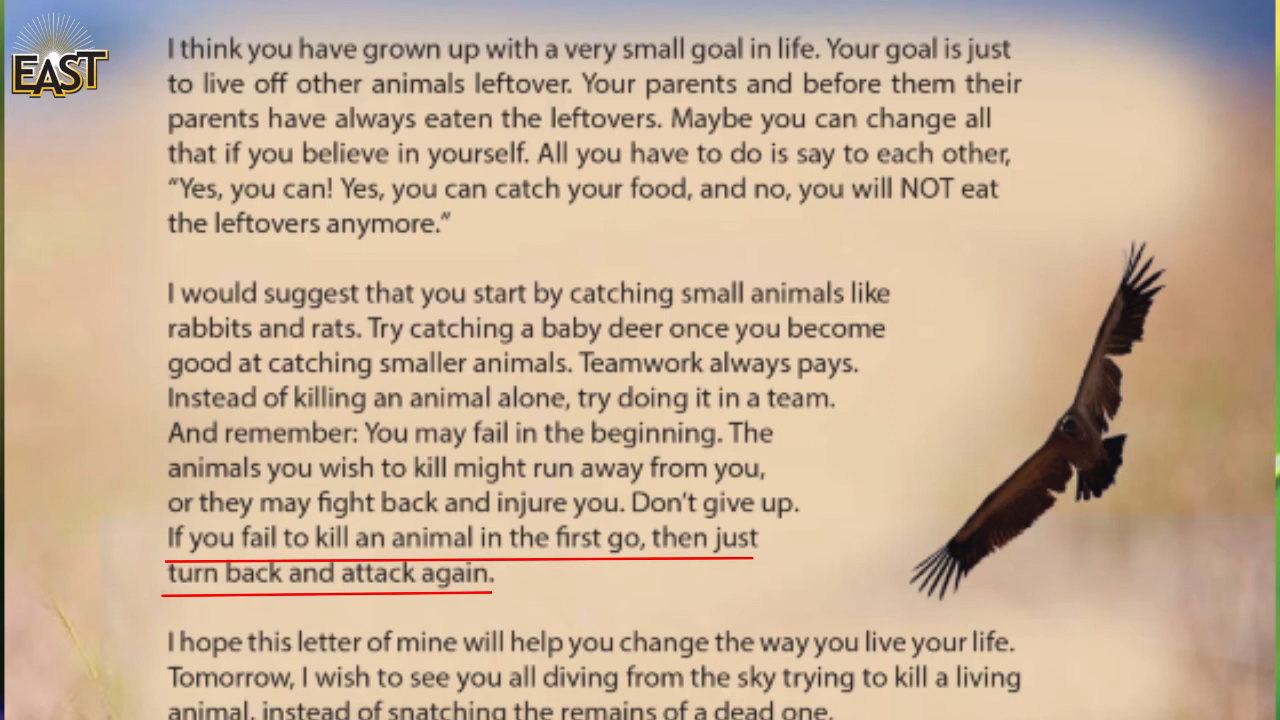 EAST
I think you have grown up with a very small goal in life. Your goal is just
to live off other animals leftover. Your parents and before them their
parents have always eaten the leftovers. Maybe you can change all
that if you believe in yourself. All you have to do is say to each other,
“Yes, you can! Yes, you can catch your food, and no, you will NOT eat
the leftovers anymore.”
I would suggest that you start by catching small animals like
rabbits and rats. Try catching a baby deer once you become
good at catching smaller animals. Teamwork always pays.
Instead of killing an animal alone, try doing it in a team.
And remember: You may fail in the beginning. The
animals you wish to kill might run away from you,
or they may fight back and injure you. Don’t give up.
If you fail to kill an animal in the first go, then just
turn back and attack again.
I hope this letter of mine will help you change the way you live your life.
Tomorrow, I wish to see you all diving from the sky trying to kill a living
animal, instead of snatching the remains of a dead one.